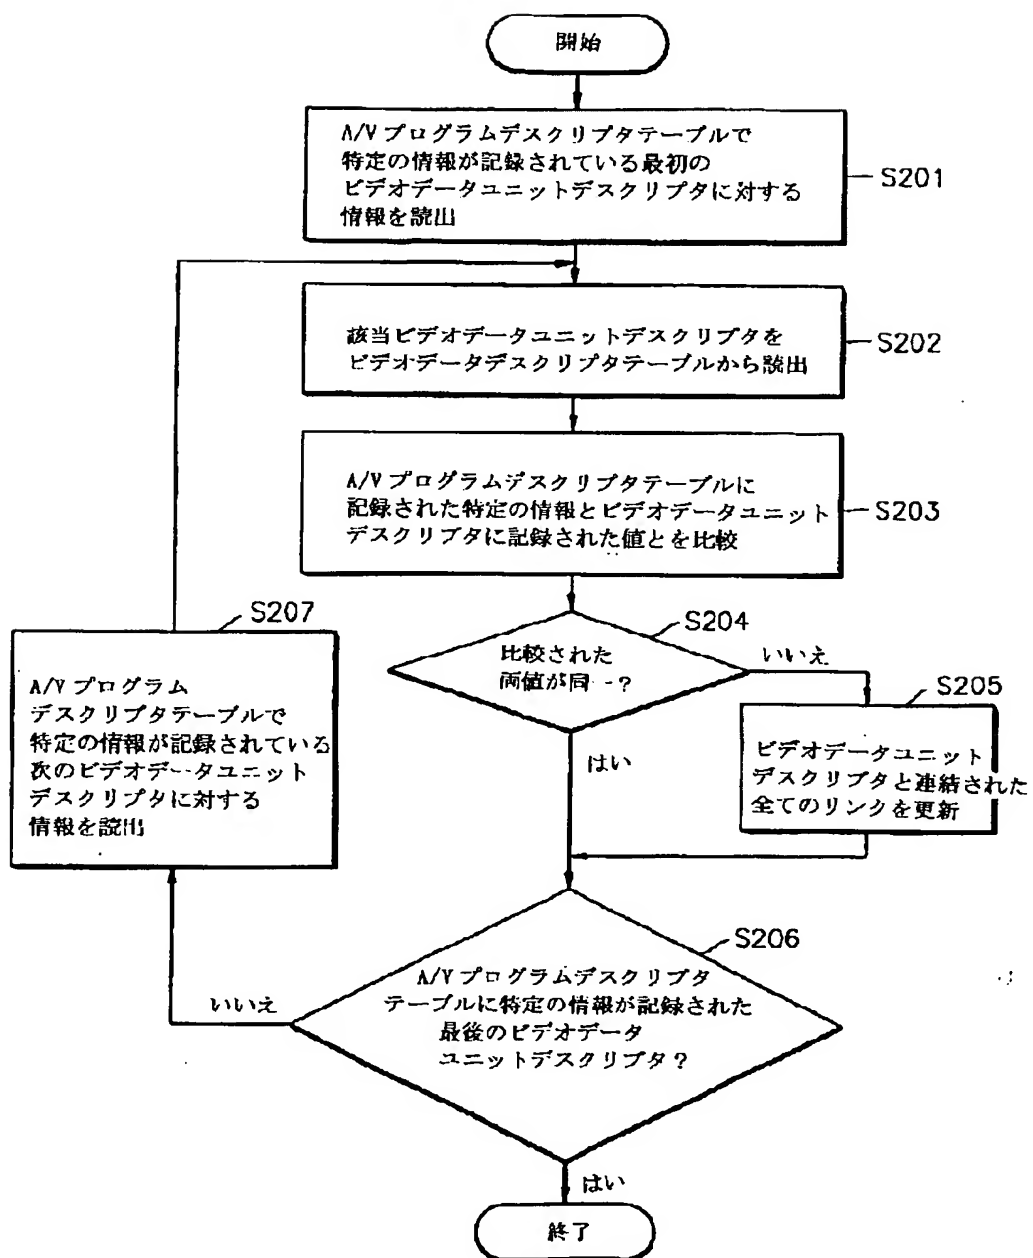 開始
A/V プログラムデスクリプタテーブルで
特定の情報が記録されている最初の
ビデオデータユニットデスクリプタに対する
情報を読出
S201
該当ビデオデータユニットデスクリプタを
ビデオデータデスクリプタテーブルから読出
S202
A/V プログラムデスクリプタテーブルに
記録された特定の情報とビデオデータユニット
デスクリプタに記録された値とを比較
S203
比較された
両値が同一?
S204
いいえ
はい
S205
ビデオデータユニット
デスクリプタと連結された
全てのリンクを更新
S207
A/V プログラム
デスクリプタテーブルで
特定の情報が記録されている
次のビデオデータユニット
デスクリプタに対する
情報を読出
S206
A/V プログラムデスクリプタ
テーブルに特定の情報が記録された
最後のビデオデータ
ユニットデスクリプタ?
いいえ
はい
終了